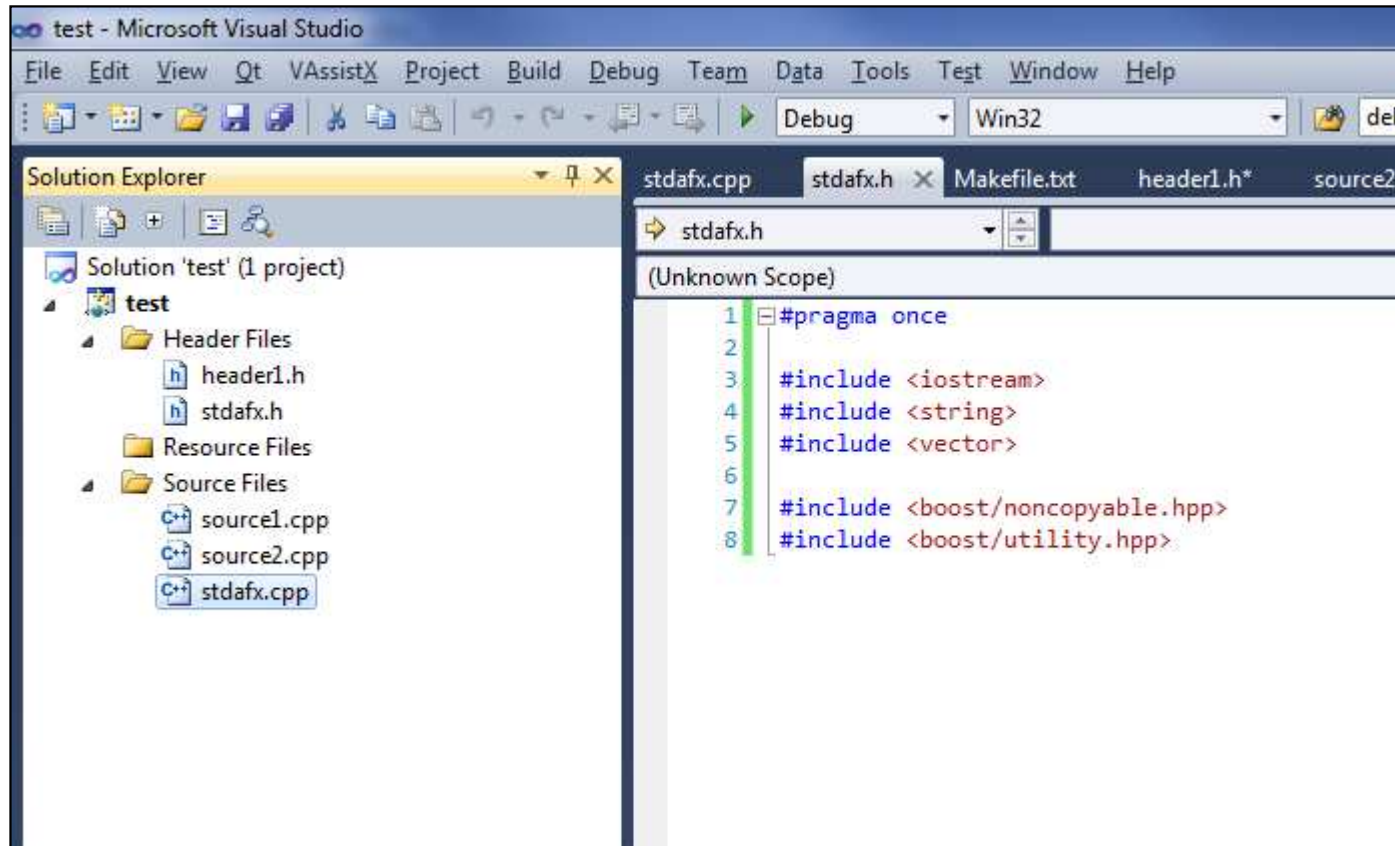 test - Microsoft Visual Studio
File Edit View Qt VAssistX Project Build Debug Team Data Tools Test Window Help
Debug Win32
Solution Explorer
stdafx.cpp stdafx.h Makefile.txt header1.h* source2
stdafx.h
(Unknown Scope)
Solution 'test' (1 project)
test
Header Files
header1.h
stdafx.h
Resource Files
Source Files
source1.cpp
source2.cpp
stdafx.cpp
1 #pragma once
2
3 #include <iostream>
4 #include <string>
5 #include <vector>
6
7 #include <boost/noncopyable.hpp>
8 #include <boost/utility.hpp>